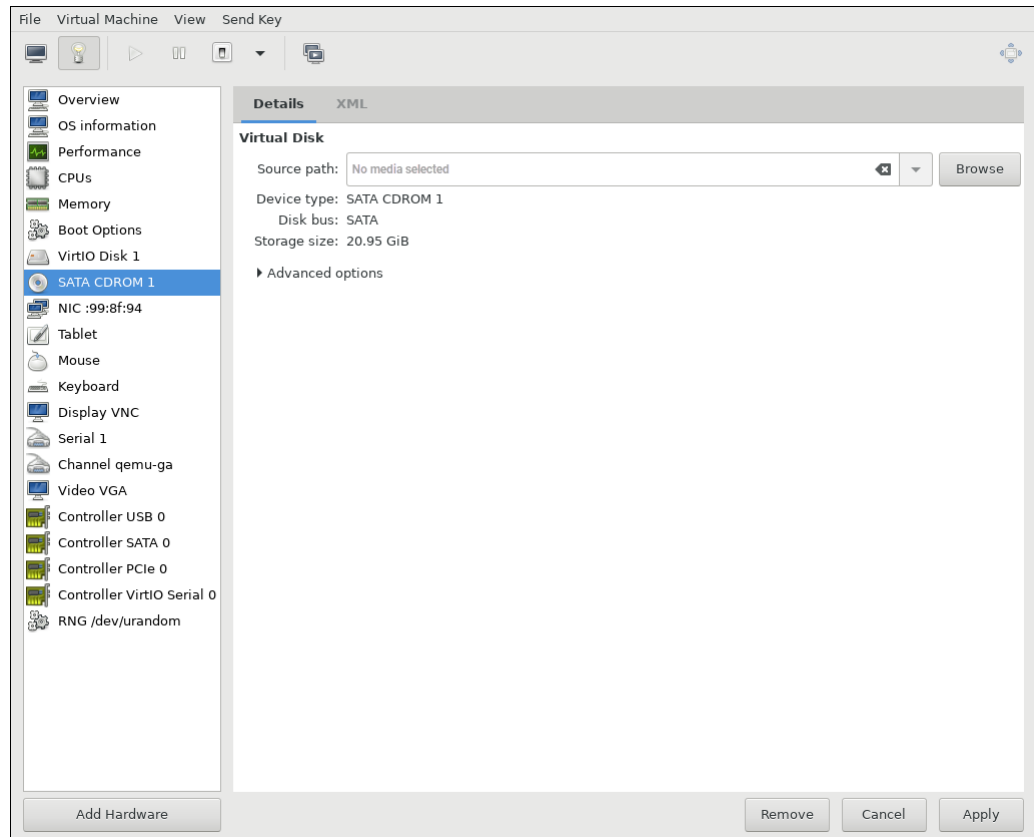 File Virtual Machine View Send Key
Overview
OS information
Performance
CPUs
Memory
Boot Options
VirtIO Disk 1
SATA CDROM 1
NIC :99:8f:94
Tablet
Mouse
Keyboard
Display VNC
Serial 1
Channel qemu-ga
Video VGA
Controller USB 0
Controller SATA 0
Controller PCIe 0
Controller VirtIO Serial 0
RNG /dev/urandom
Add Hardware
Details XML
Virtual Disk
Source path: No media selected Browse
Device type: SATA CDROM 1
Disk bus: SATA
Storage size: 20.95 GiB
Advanced options
Remove Cancel Apply